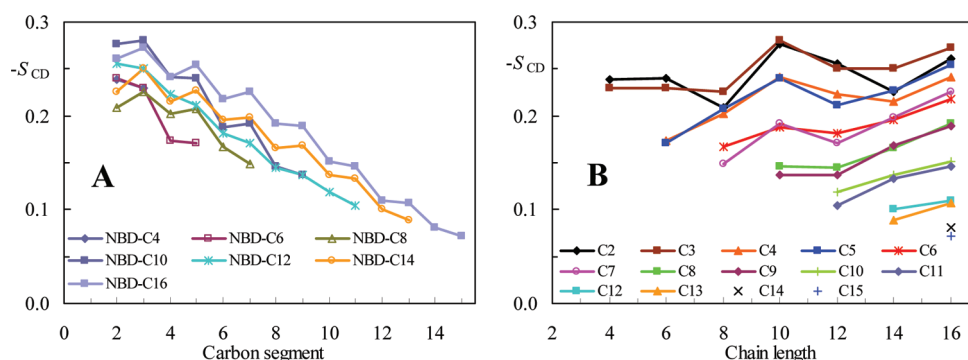 0.3
-S CD
0.2
A
0.1
NBD-C4 NBD-C6 NBD-C8
NBD-C10 NBD-C12 NBD-C14
NBD-C16
0.0
0 2 4 6 8 10 12 14
Carbon segment
0.3
-S CD
0.2
B
0.1
C2 C3 C4 C5 C6
C7 C8 C9 C10 C11
C12 C13 C14 C15
0.0
2 4 6 8 10 12 14 16
Chain length